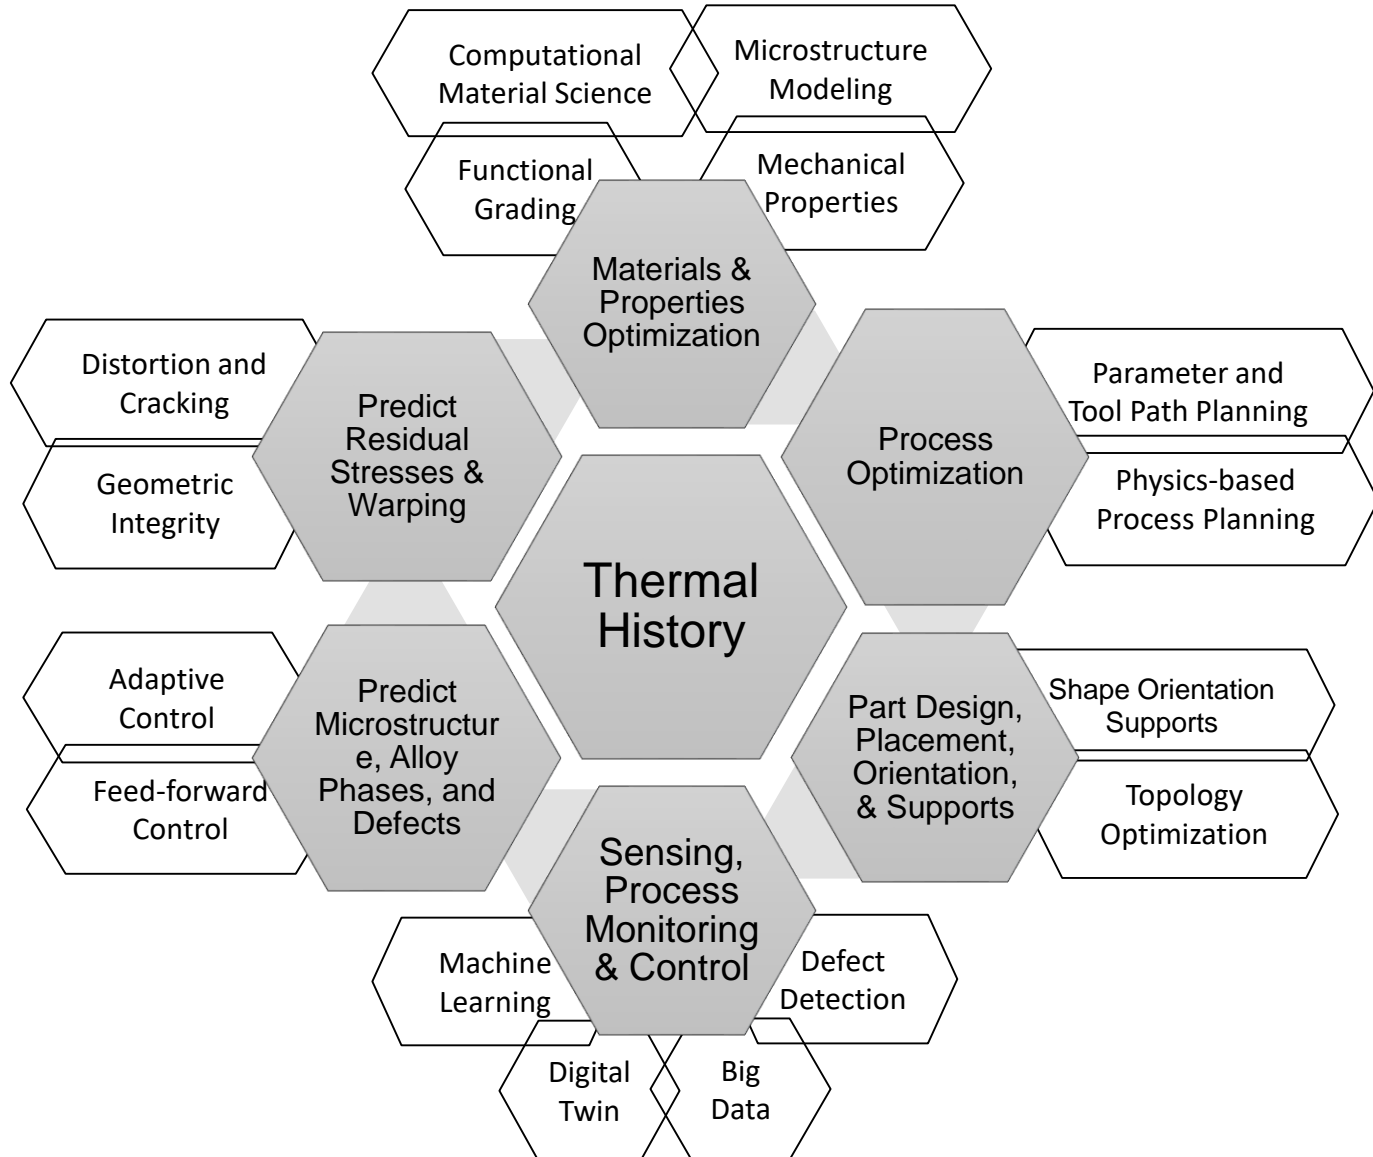 Computational
Material Science
Microstructure
Modeling
Functional
Grading
Mechanical
Properties
Materials &
Properties
Optimization
Distortion and
Cracking
Geometric
Integrity
Predict
Residual
Stresses &
Warping
Process
Optimization
Parameter and
Tool Path Planning
Physics-based
Process Planning
Thermal
History
Adaptive
Control
Feed-forward
Control
Predict
Microstructur
e, Alloy
Phases, and
Defects
Part Design,
Placement,
Orientation,
& Supports
Shape Orientation
Supports
Topology
Optimization
Sensing,
Process
Monitoring
& Control
Machine
Learning
Defect
Detection
Digital
Twin
Big
Data